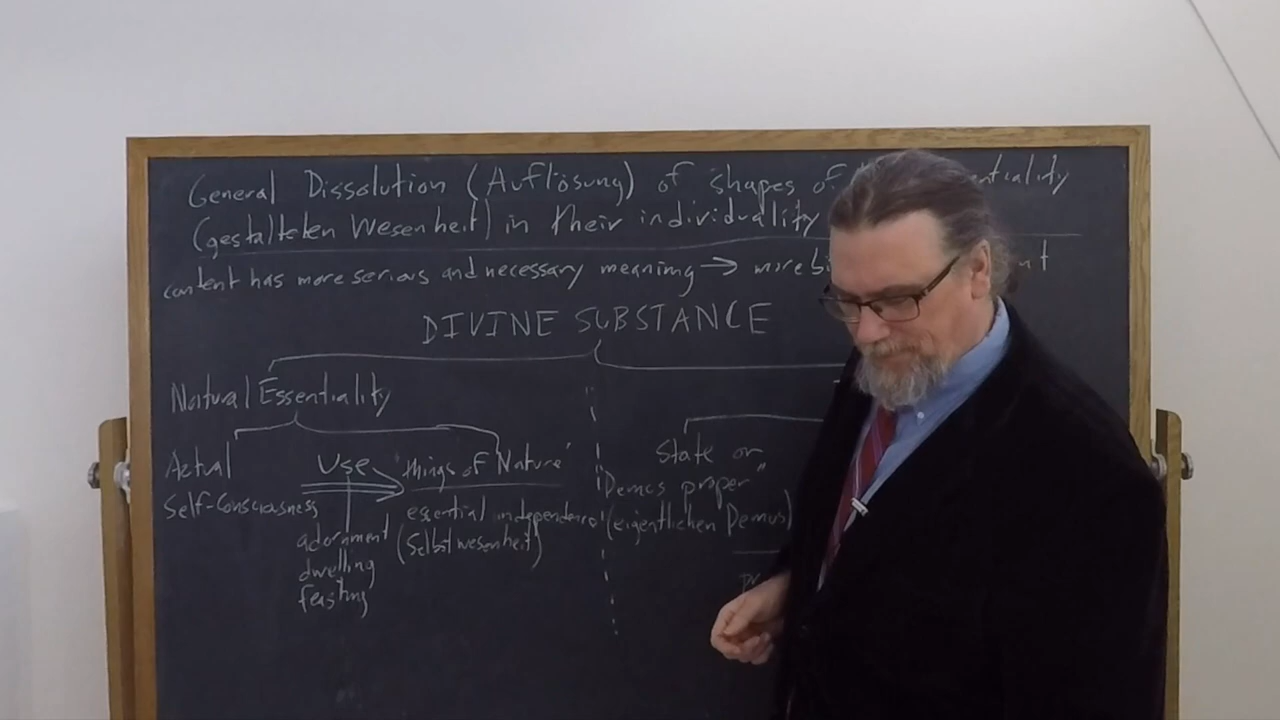 General Dissolution (Auflösung) of shapes of
(gestalteten Wesenheit) in their individuality
content has more serious and necessary meaning → more
DIVINE SUBSTANCE
Natural Essentiality
Actual
Self-Consciousness
Use
adornment
dwelling
feasting
things of Nature
essential independence
(Selbstwesenheit)
State or
Demos proper"
(eigentlichen Demos)